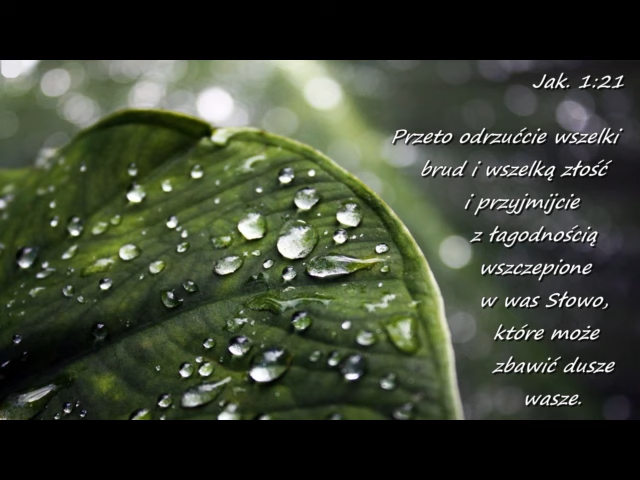 Jak. 1:21
Przeto odrzućcie wszelki
brud i wszelką złość
i przyjmijcie
z łagodnością
wszczepione
w was Słowo,
które może
zbawić dusze
wasze.